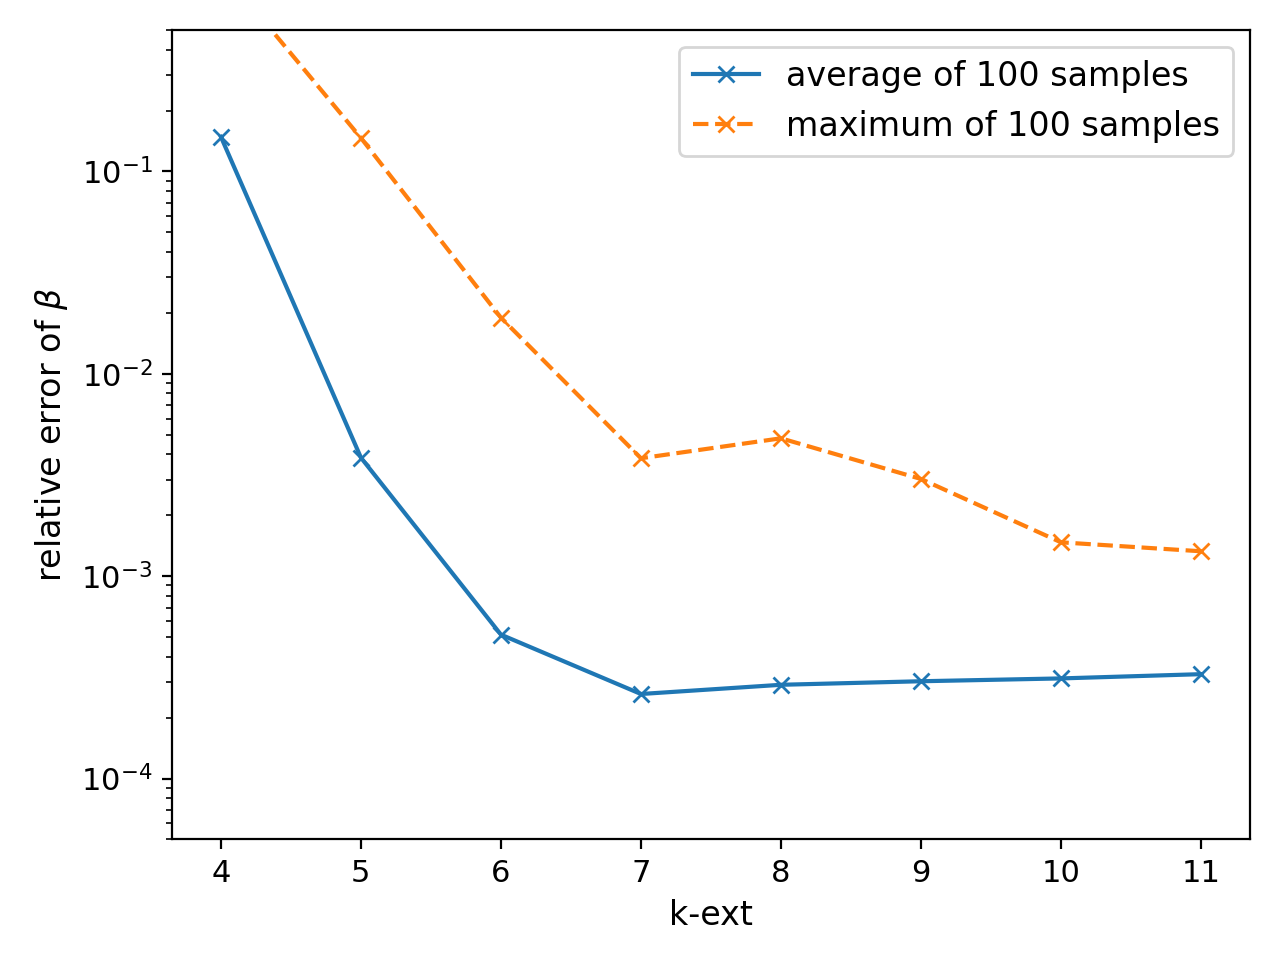 average of 100 samples
maximum of 100 samples
relative error of β
10⁻¹
10⁻²
10⁻³
10⁻⁴
4 5 6 7 8 9 10 11
k-ext